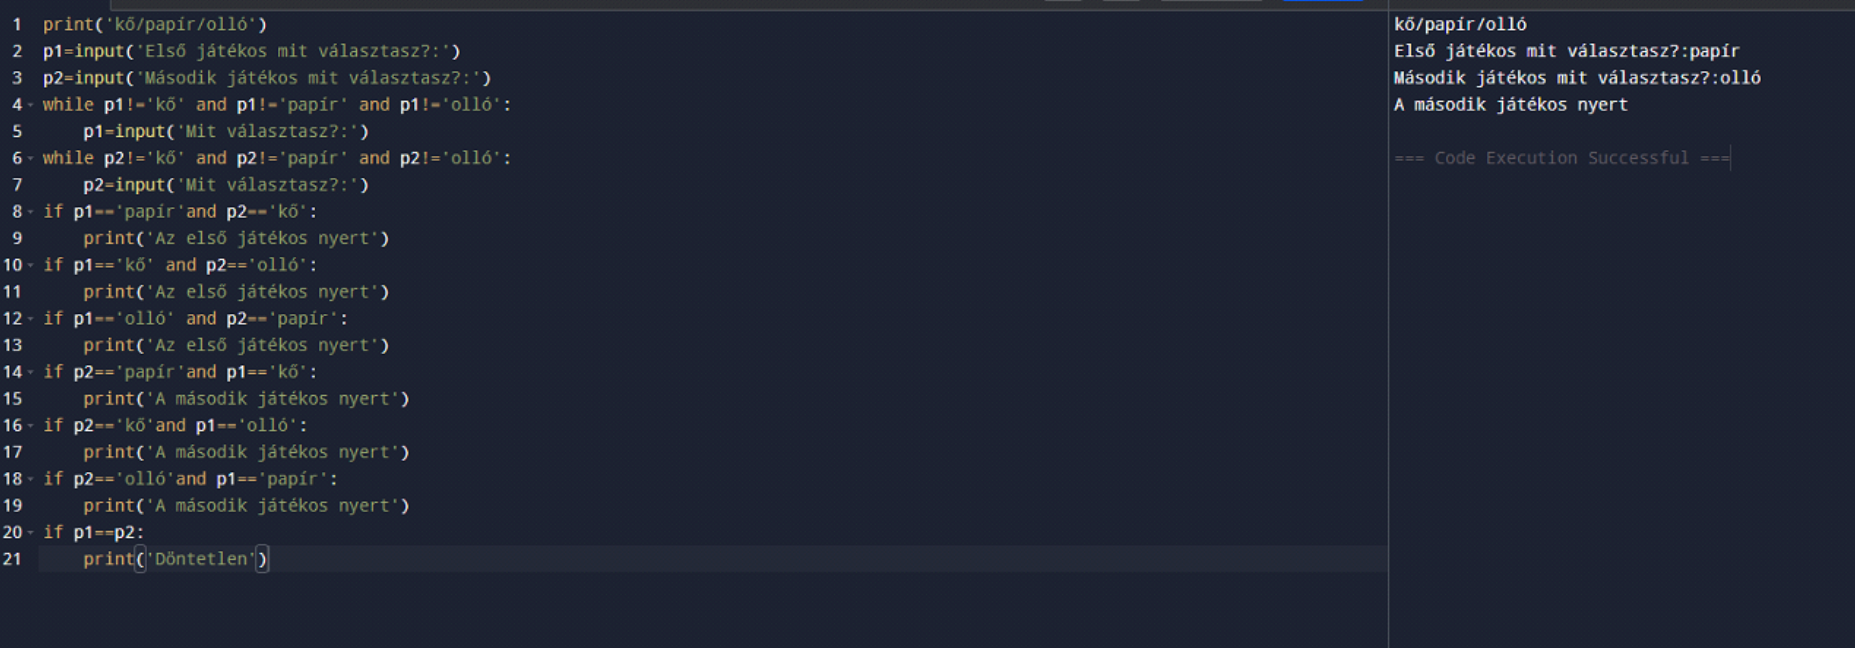 1 print('kő/papír/olló')
2 p1=input('Első játékos mit választasz?:')
3 p2=input('Második játékos mit választasz?:')
4 while p1!='kő' and p1!='papír' and p1!='olló':
5     p1=input('Mit választasz?:')
6 while p2!='kő' and p2!='papír' and p2!='olló':
7     p2=input('Mit választasz?:')
8 if p1=='papír'and p2=='kő':
9     print('Az első játékos nyert')
10 if p1=='kő' and p2=='olló':
11     print('Az első játékos nyert')
12 if p1=='olló' and p2=='papír':
13     print('Az első játékos nyert')
14 if p2=='papír'and p1=='kő':
15     print('A második játékos nyert')
16 if p2=='kő'and p1=='olló':
17     print('A második játékos nyert')
18 if p2=='olló'and p1=='papír':
19     print('A második játékos nyert')
20 if p1==p2:
21     print('Döntetlen')
kő/papír/olló
Első játékos mit választasz?:papír
Második játékos mit választasz?:olló
A második játékos nyert
=== Code Execution Successful ===